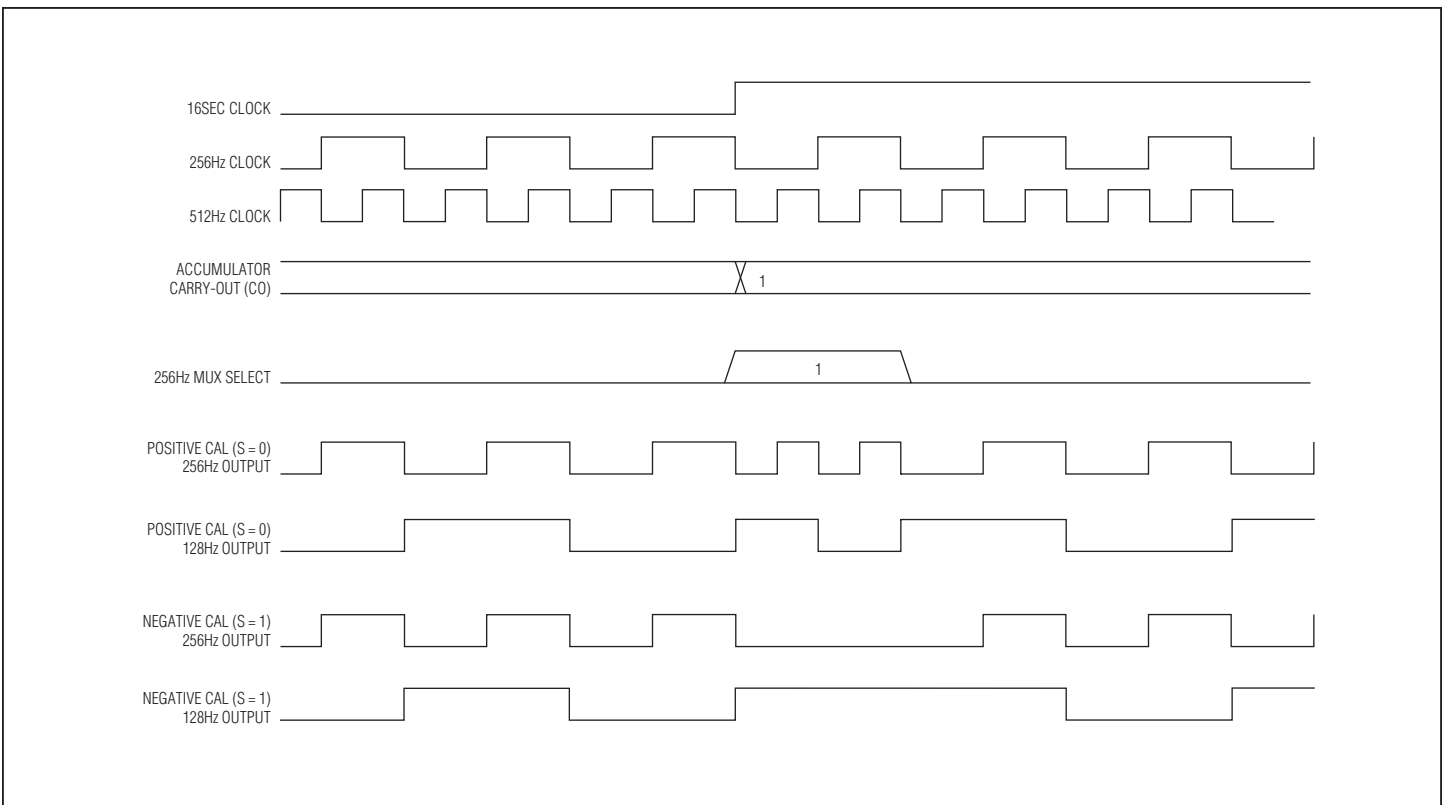 16SEC CLOCK
256Hz CLOCK
512Hz CLOCK
ACCUMULATOR
CARRY-OUT (CO)
1
256Hz MUX SELECT
1
POSITIVE CAL (S = 0)
256Hz OUTPUT
POSITIVE CAL (S = 0)
128Hz OUTPUT
NEGATIVE CAL (S = 1)
256Hz OUTPUT
NEGATIVE CAL (S = 1)
128Hz OUTPUT